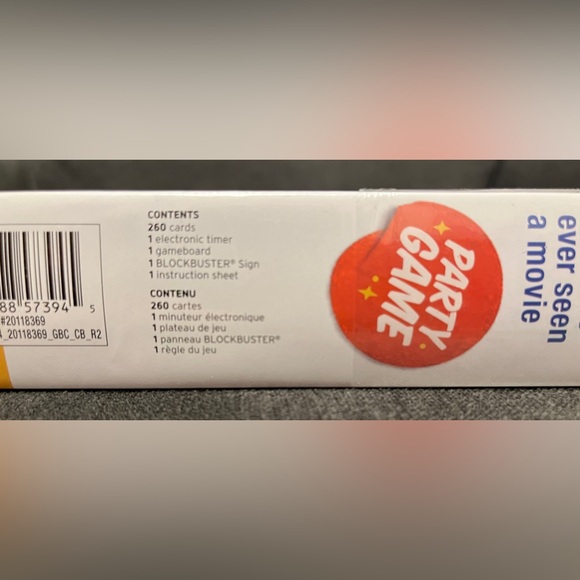 88 57394 5
#20118369
_20118369_GBC_CB_R2
CONTENTS
260 cards
1 electronic timer
1 gameboard
1 BLOCKBUSTER® Sign
1 instruction sheet
CONTENU
260 cartes
1 minuteur électronique
1 plateau de jeu
1 panneau BLOCKBUSTER®
1 règle du jeu
PARTY
GAME
ever seen
a movie